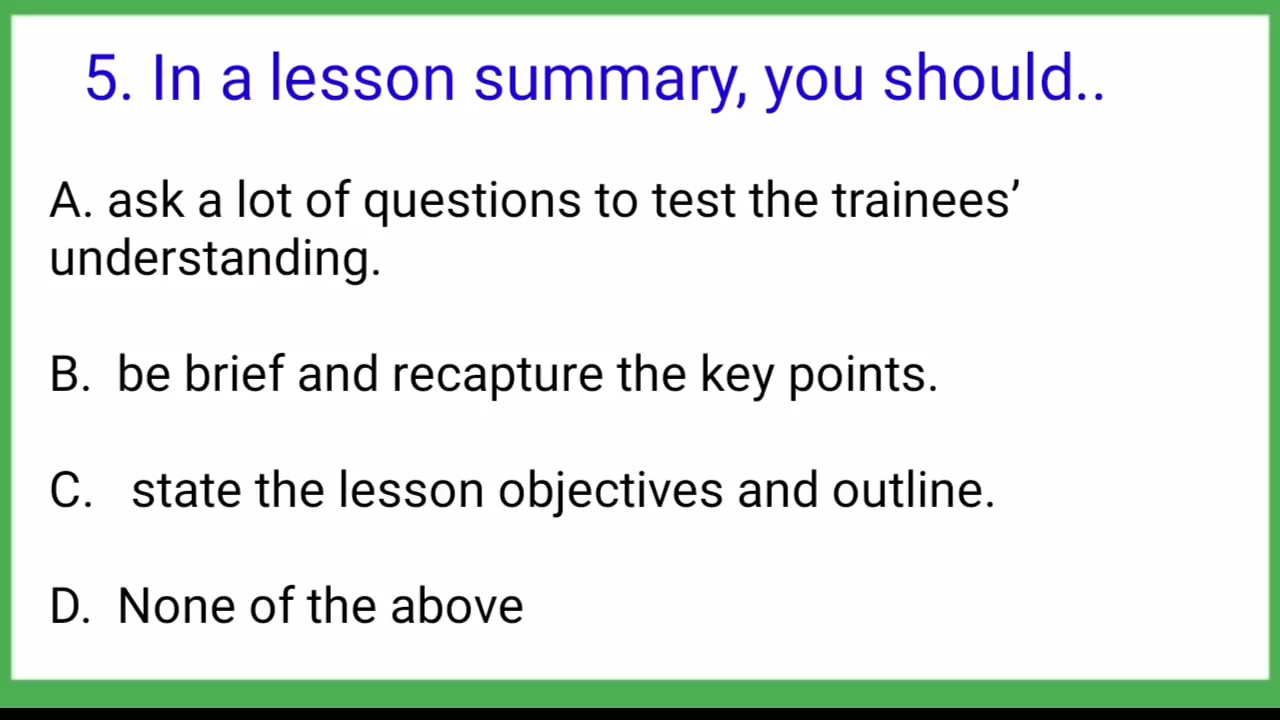 5. In a lesson summary, you should..
A. ask a lot of questions to test the trainees’
understanding.
B. be brief and recapture the key points.
C. state the lesson objectives and outline.
D. None of the above